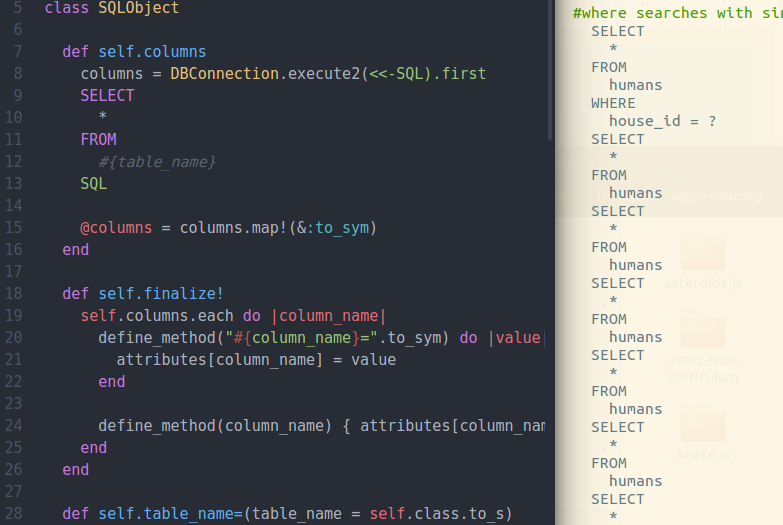 5 class SQLObject
6
7 def self.columns
8 columns = DBConnection.execute2(<<-SQL).first
9 SELECT
10 *
11 FROM
12 #{table_name}
13 SQL
14
15 @columns = columns.map!(&:to_sym)
16 end
17
18 def self.finalize!
19 self.columns.each do |column_name|
20 define_method("#{column_name}=".to_sym) do |value|
21 attributes[column_name] = value
22 end
23
24 define_method(column_name) { attributes[column_nam
25 end
26 end
27
28 def self.table_name=(table_name = self.class.to_s)
#where searches with sin
SELECT
*
FROM
humans
WHERE
house_id = ?
SELECT
*
FROM
humans
SELECT
*
FROM
humans
SELECT
*
FROM
humans
SELECT
*
FROM
humans
SELECT
*
FROM
humans
SELECT
*
appAcademy
asteroids.js
react-flux-
curriculum
snake.js